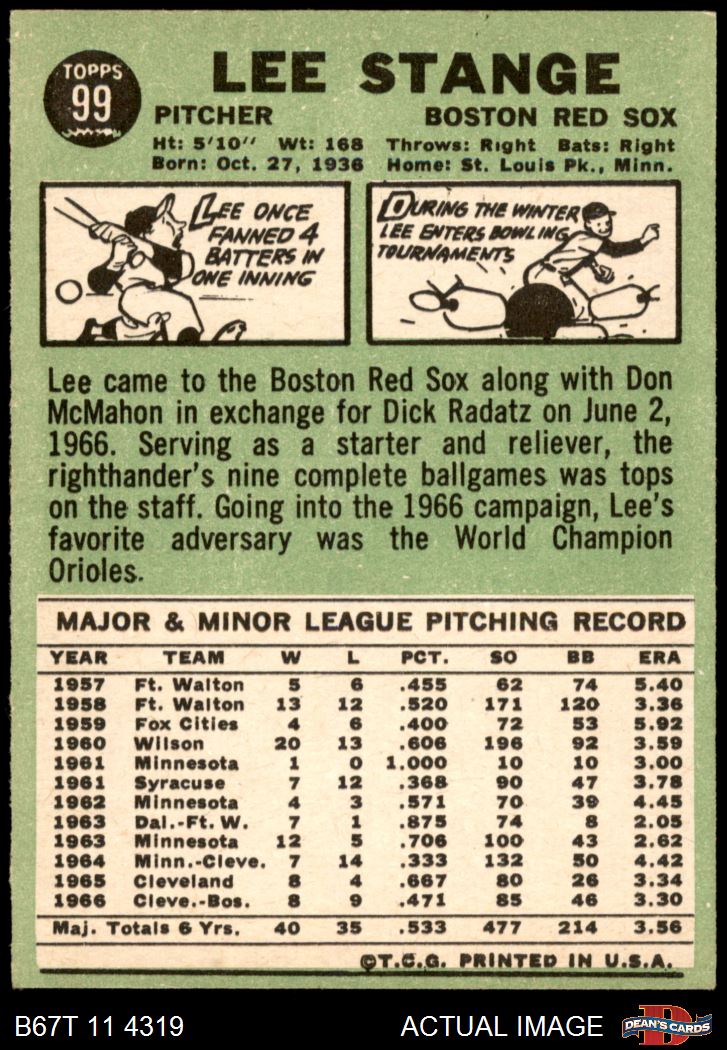 TOPPS
99
LEE STANGE
PITCHER BOSTON RED SOX
Ht: 5'10" Wt: 168 Throws: Right Bats: Right
Born: Oct. 27, 1936 Home: St. Louis Pk., Minn.
LEE ONCE
FANNED 4
BATTERS IN
ONE INNING
DURING THE WINTER
LEE ENTERS BOWLING
TOURNAMENTS
Lee came to the Boston Red Sox along with Don
McMahon in exchange for Dick Radatz on June 2,
1966. Serving as a starter and reliever, the
righthander's nine complete ballgames was tops
on the staff. Going into the 1966 campaign, Lee's
favorite adversary was the World Champion
Orioles.
MAJOR & MINOR LEAGUE PITCHING RECORD
YEAR TEAM W L PCT. SO BB ERA
1957 Ft. Walton 5 6 .455 62 74 5.40
1958 Ft. Walton 13 12 .520 171 120 3.36
1959 Fox Cities 4 6 .400 72 53 5.92
1960 Wilson 20 13 .606 196 92 3.59
1961 Minnesota 1 0 1.000 10 10 3.00
1961 Syracuse 7 12 .368 90 47 3.78
1962 Minnesota 4 3 .571 70 39 4.45
1963 Dal.-Ft. W. 7 1 .875 74 8 2.05
1963 Minnesota 12 5 .706 100 43 2.62
1964 Minn.-Cleve. 7 14 .333 132 50 4.42
1965 Cleveland 8 4 .667 80 26 3.34
1966 Cleve.-Bos. 8 9 .471 85 46 3.30
Maj. Totals 6 Yrs. 40 35 .533 477 214 3.56
©T.C.G. PRINTED IN U.S.A.
B67T 11 4319 ACTUAL IMAGE
D
DEAN'S CARDS